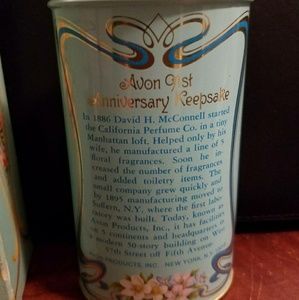 Avon 91st
Anniversary Keepsake
In 1886 David H. McConnell started
the California Perfume Co. in a tiny
Manhattan loft. Helped only by his
wife, he manufactured a line of 5
floral fragrances. Soon he in-
creased the number of fragrances
and added toiletry items. The
small company grew quickly and
by 1895 manufacturing moved to
Suffern, N.Y., where the first labo-
ratory was built. Today, known as
Avon Products, Inc., it has facilities
on 5 continents and headquarters in
a modern 50-story building on
57th Street off Fifth Avenue.
AVON PRODUCTS, INC. NEW YORK, N.Y.